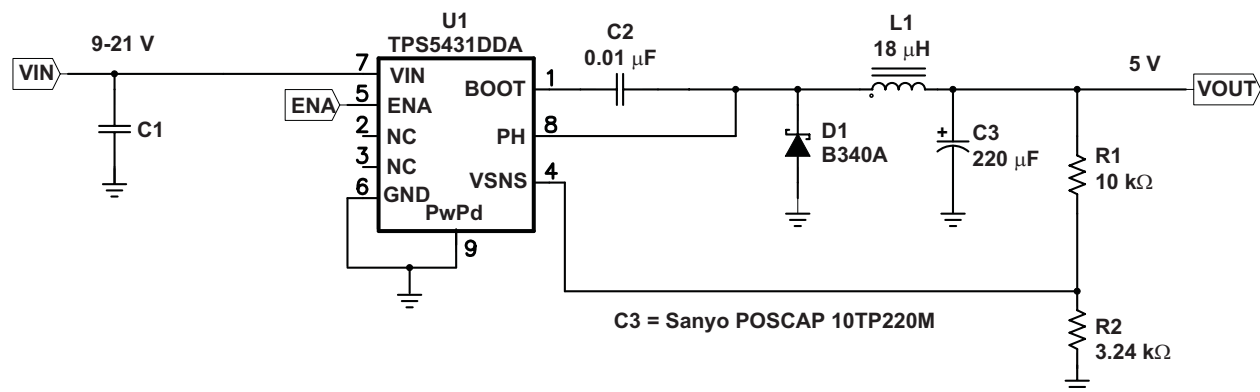 U1
TPS5431DDA
9-21 V
VIN
C1
ENA
7
5
2
3
6
VIN
ENA
NC
NC
GND
BOOT
PH
VSNS
PwPd
1
8
4
9
C2
0.01 μF
L1
18 μH
5 V
VOUT
D1
B340A
+
C3
220 μF
R1
10 kΩ
C3 = Sanyo POSCAP 10TP220M
R2
3.24 kΩ